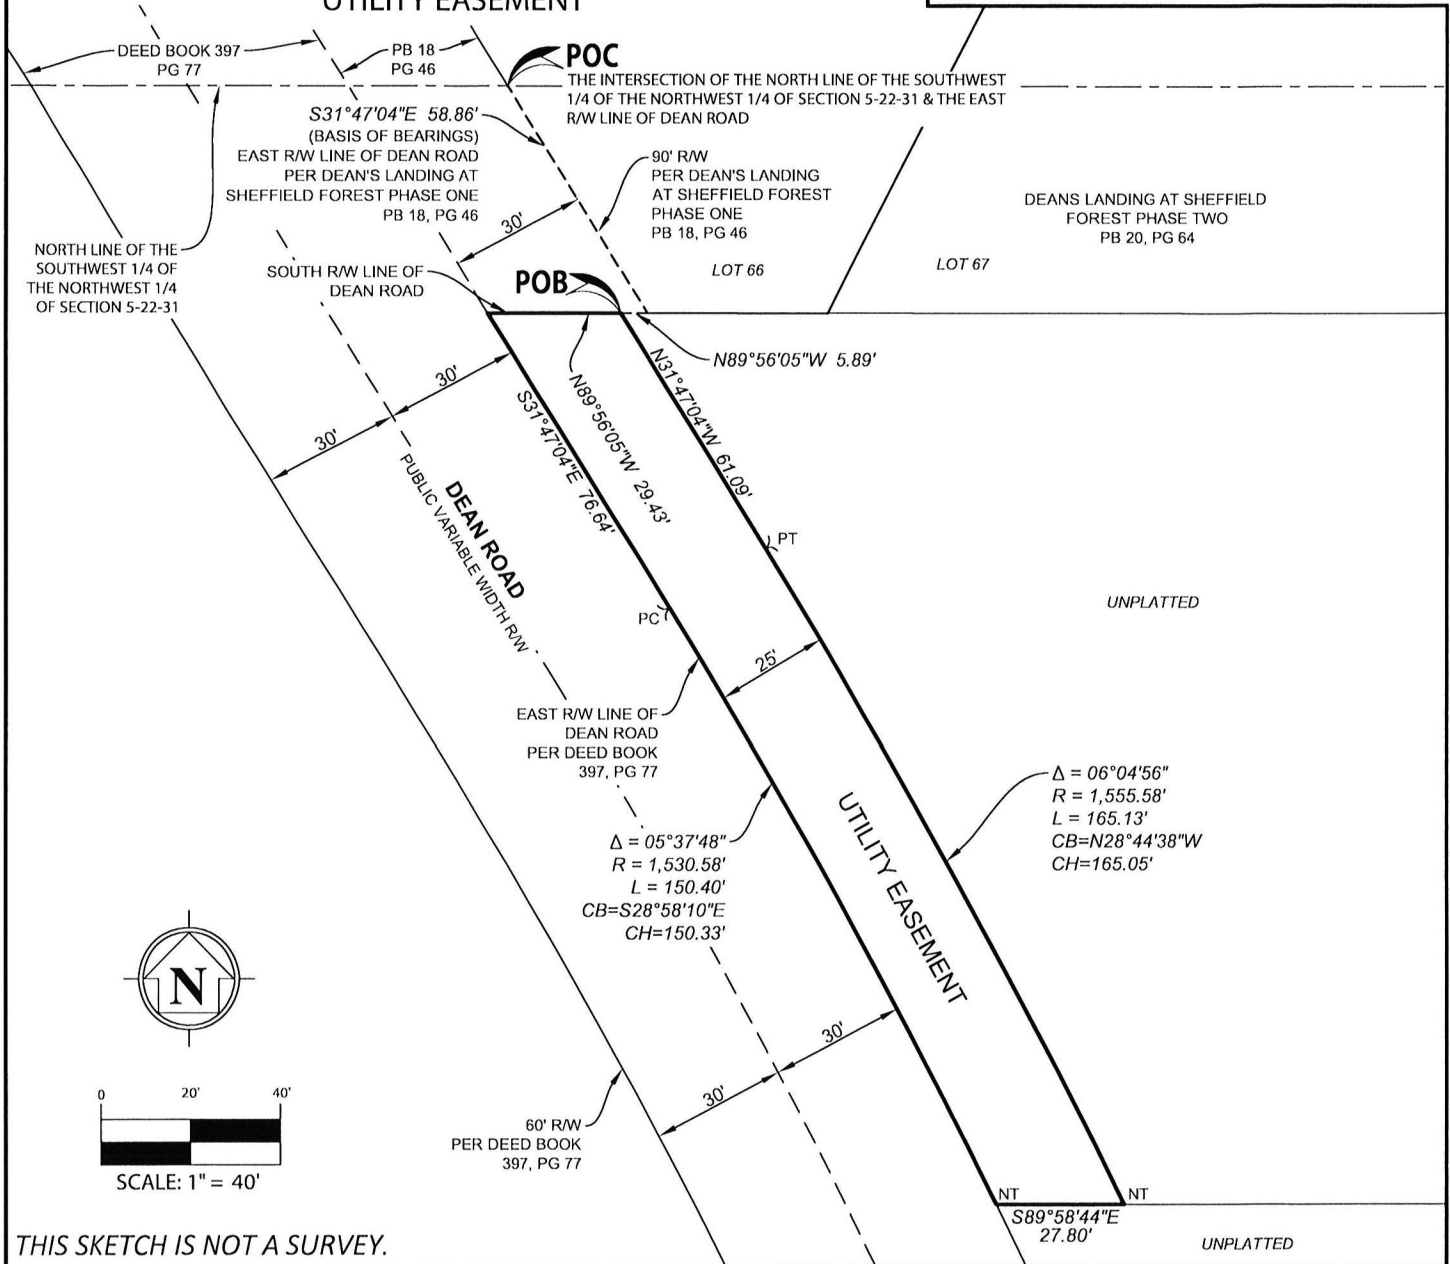 UTILITY EASEMENT
DEED BOOK 397
PG 77
PB 18
PG 46
POC
THE INTERSECTION OF THE NORTH LINE OF THE SOUTHWEST
1/4 OF THE NORTHWEST 1/4 OF SECTION 5-22-31 & THE EAST
R/W LINE OF DEAN ROAD
S31°47'04"E 58.86'
(BASIS OF BEARINGS)
EAST R/W LINE OF DEAN ROAD
PER DEAN'S LANDING AT
SHEFFIELD FOREST PHASE ONE
PB 18, PG 46
90' R/W
PER DEAN'S LANDING
AT SHEFFIELD FOREST
PHASE ONE
PB 18, PG 46
DEANS LANDING AT SHEFFIELD
FOREST PHASE TWO
PB 20, PG 64
30'
NORTH LINE OF THE
SOUTHWEST 1/4 OF
THE NORTHWEST 1/4
OF SECTION 5-22-31
SOUTH R/W LINE OF
DEAN ROAD
POB
LOT 66
LOT 67
N89°56'05"W 5.89'
30'
30'
N89°56'05"W 29.43'
N31°47'04"W 61.09'
S31°47'04"E 76.64'
DEAN ROAD
PUBLIC VARIABLE WIDTH R/W
PT
PC
UNPLATTED
25'
EAST R/W LINE OF
DEAN ROAD
PER DEED BOOK
397, PG 77
Δ = 06°04'56"
R = 1,555.58'
L = 165.13'
CB=N28°44'38"W
CH=165.05'
Δ = 05°37'48"
R = 1,530.58'
L = 150.40'
CB=S28°58'10"E
CH=150.33'
UTILITY EASEMENT
N
30'
30'
0 20' 40'
SCALE: 1" = 40'
60' R/W
PER DEED BOOK
397, PG 77
NT
NT
S89°58'44"E
27.80'
UNPLATTED
THIS SKETCH IS NOT A SURVEY.